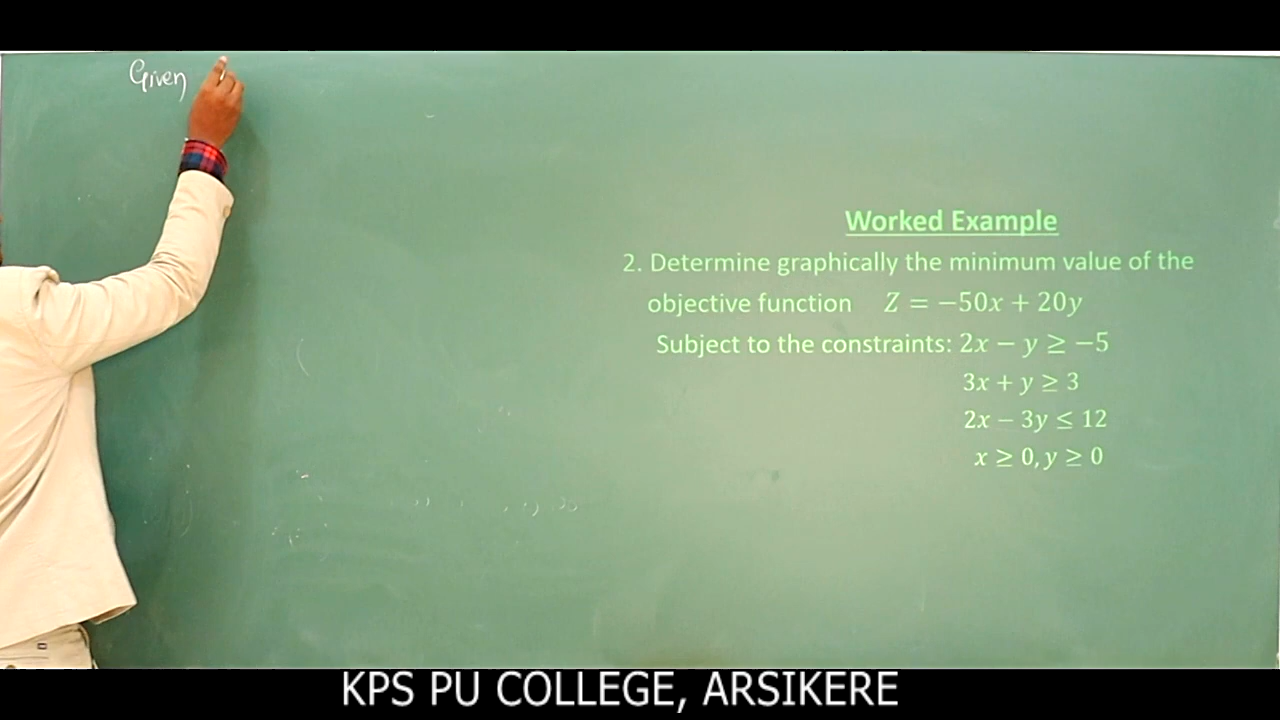 Given
Worked Example
2. Determine graphically the minimum value of the
objective function Z = −50x + 20y
Subject to the constraints: 2x − y ≥ −5
3x + y ≥ 3
2x − 3y ≤ 12
x ≥ 0, y ≥ 0
KPS PU COLLEGE, ARSIKERE